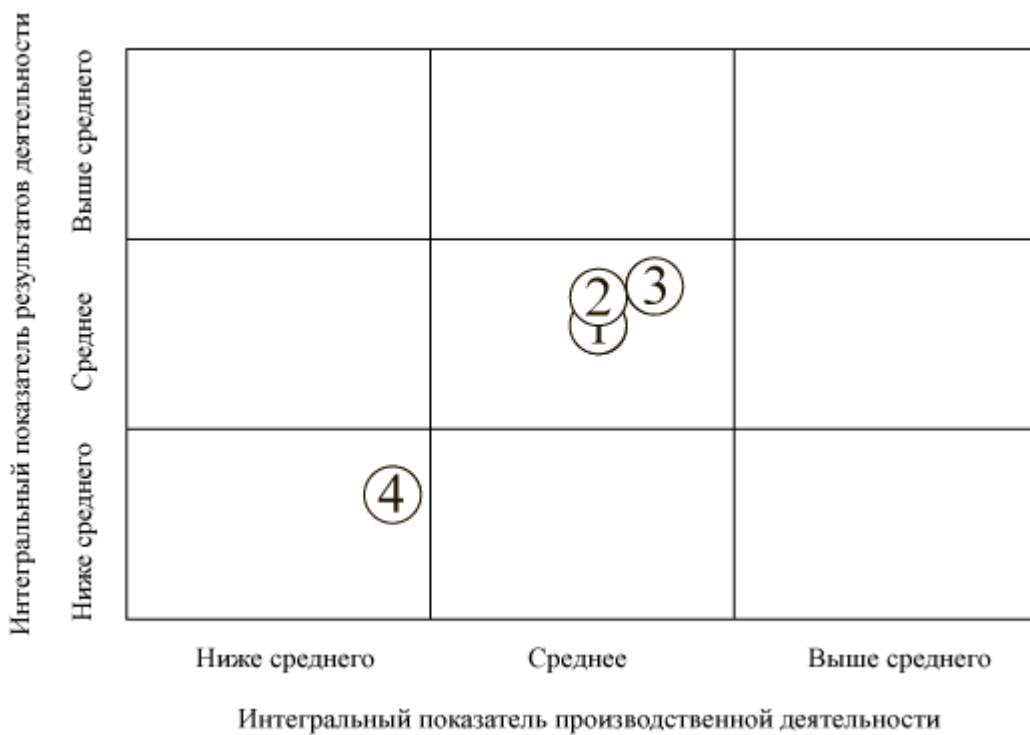 Интегральный показатель результатов деятельности
Выше среднего
Среднее
Ниже среднего
3
2
1
4
Ниже среднего
Среднее
Выше среднего
Интегральный показатель производственной деятельности